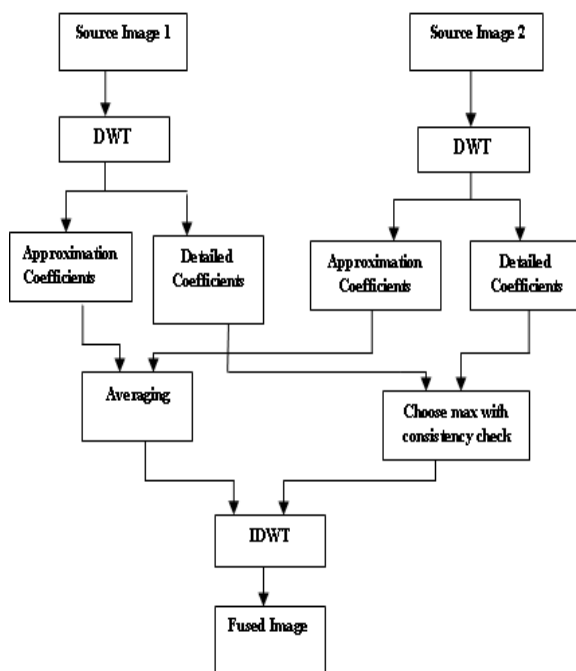 Source Image 1
Source Image 2
DWT
DWT
Approximation
Coefficients
Detailed
Coefficients
Approximation
Coefficients
Detailed
Coefficients
Averaging
Choose max with
consistency check
IDWT
Fused Image